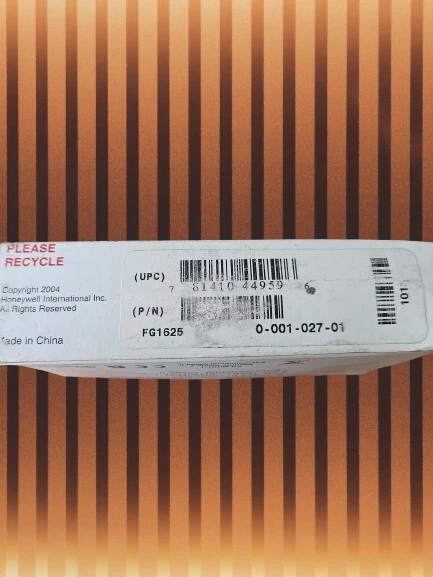 PLEASE
RECYCLE
Copyright 2004
Honeywell International Inc.
All Rights Reserved
Made in China
(UPC)
7 81410 44959 6
(P/N)
FG1625 0-001-027-01
101